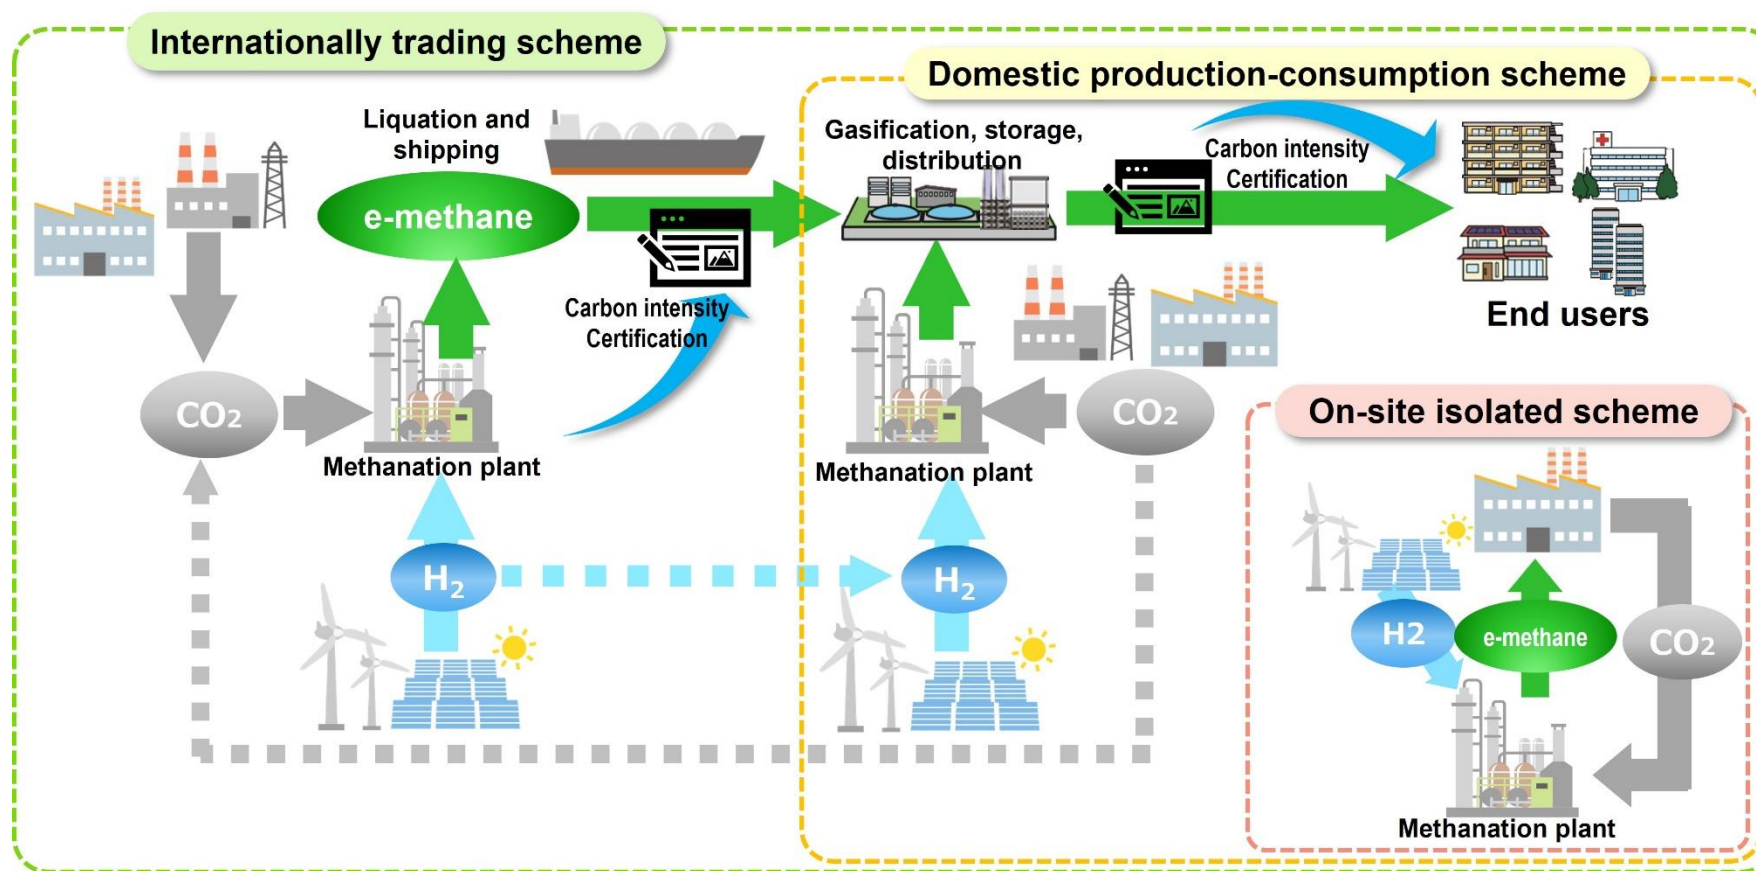 Internationally trading scheme
Domestic production-consumption scheme
Liquation and
shipping
e-methane
Carbon intensity
Certification
CO₂
Methanation plant
H₂
Gasification, storage,
distribution
Carbon intensity
Certification
End users
CO₂
Methanation plant
H₂
On-site isolated scheme
H2
e-methane
CO₂
Methanation plant